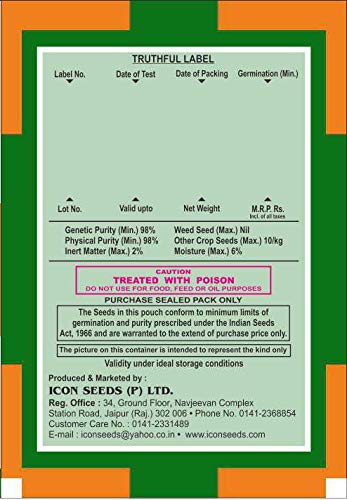 TRUTHFUL LABEL
Label No. Date of Test Date of Packing Germination (Min.)
Lot No. Valid upto Net Weight M.R.P. Rs.
Incl. of all taxes
Genetic Purity (Min.) 98% Weed Seed (Max.) Nil
Physical Purity (Min.) 98% Other Crop Seeds (Max.) 10/kg
Inert Matter (Max.) 2% Moisture (Max.) 6%
CAUTION
TREATED WITH POISON
DO NOT USE FOR FOOD, FEED OR OIL PURPOSES
PURCHASE SEALED PACK ONLY
The Seeds in this pouch conform to minimum limits of
germination and purity prescribed under the Indian Seeds
Act, 1966 and are warranted to the extend of purchase price only.
The picture on this container is intended to represent the kind only
Validity under ideal storage conditions
Produced & Marketed by :
ICON SEEDS (P) LTD.
Reg. Office : 34, Ground Floor, Navjeevan Complex
Station Road, Jaipur (Raj.) 302 006 • Phone No. 0141-2368854
Customer Care No. : 0141-2331489
E-mail : iconseeds@yahoo.co.in • www.iconseeds.com